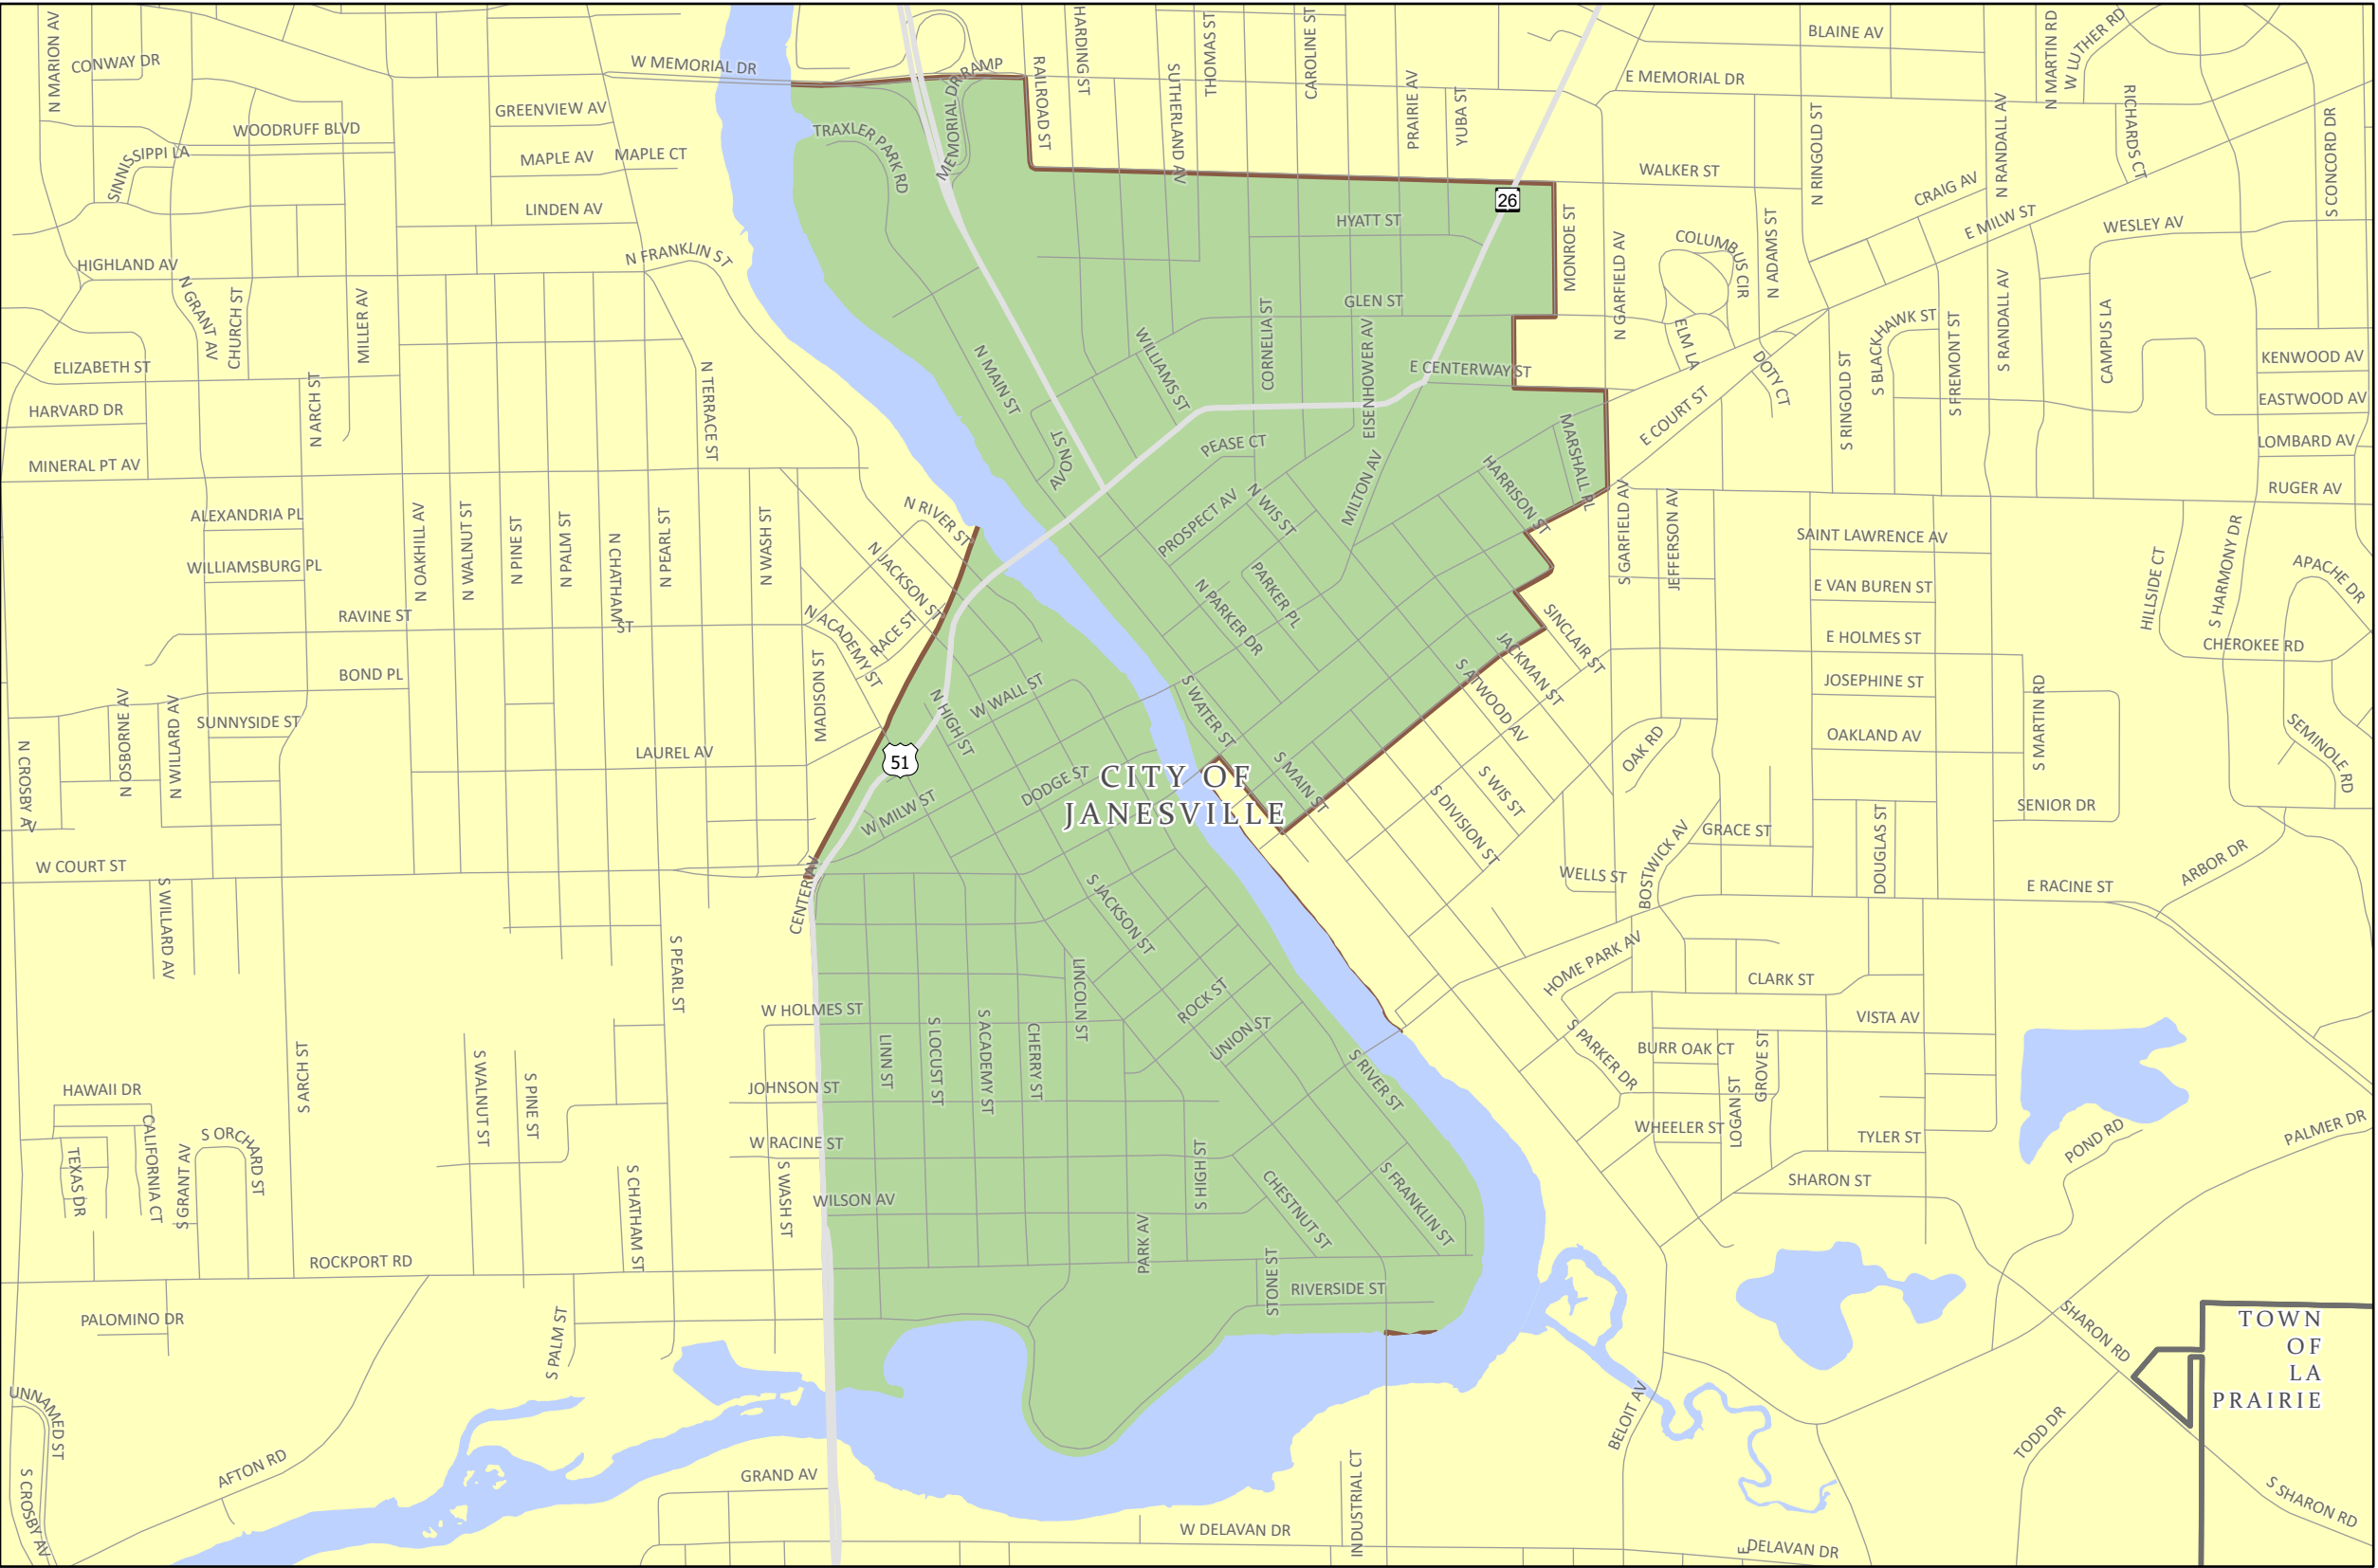 N MARION AV
CONWAY DR
W MEMORIAL DR
MEMORIAL DR RAMP
RAILROAD ST
HARDING ST
SUTHERLAND AV
THOMAS ST
CAROLINE ST
PRAIRIE AV
YUBA ST
BLAINE AV
E MEMORIAL DR
N MARTIN RD
W LUTHER RD
RICHARDS CT
S CONCORD DR
N RINGOLD ST
N RANDALL AV
GREENVIEW AV
WOODRUFF BLVD
SINNISSIPPI LA
MAPLE AV
MAPLE CT
TRAXLER PARK RD
WALKER ST
26
CRAIG AV
E MILW ST
WESLEY AV
LINDEN AV
HYATT ST
MONROE ST
N GARFIELD AV
COLUMBUS CIR
N ADAMS ST
N FRANKLIN ST
HIGHLAND AV
N GRANT AV
CHURCH ST
MILLER AV
GLEN ST
CORNELIA ST
EISENHOWER AV
ELM LA
DOTY CT
S BLACKHAWK ST
S FREMONT ST
S RANDALL AV
CAMPUS LA
KENWOOD AV
ELIZABETH ST
N MAIN ST
WILLIAMS ST
E CENTERWAY ST
HARVARD DR
N ARCH ST
N TERRACE ST
EASTWOOD AV
E COURT ST
S RINGOLD ST
MARSHALL PL
LOMBARD AV
MINERAL PT AV
AVON ST
PEASE CT
MILTON AV
HARRISON ST
RUGER AV
ALEXANDRIA PL
N OAKHILL AV
N WALNUT ST
N PINE ST
N PALM ST
N CHATHAM ST
N PEARL ST
N WASH ST
N RIVER ST
PROSPECT AV
N WIS ST
S GARFIELD AV
JEFFERSON AV
SAINT LAWRENCE AV
S HARMONY DR
HILLSIDE CT
APACHE DR
WILLIAMSBURG PL
N JACKSON ST
N PARKER DR
PARKER PL
E VAN BUREN ST
RAVINE ST
N ACADEMY ST
RACE ST
SINCLAIR ST
E HOLMES ST
CHEROKEE RD
BOND PL
MADISON ST
N HIGH ST
W WALL ST
S WATER ST
S ATWOOD AV
JACKMAN ST
JOSEPHINE ST
S MARTIN RD
N OSBORNE AV
N WILLARD AV
SUNNYSIDE ST
OAK RD
OAKLAND AV
SEMINOLE RD
N CROSBY AV
LAUREL AV
51
DODGE ST
CITY OF
JANESVILLE
S MAIN ST
S WIS ST
S DIVISION ST
SENIOR DR
W MILW ST
GRACE ST
DOUGLAS ST
BOSTWICK AV
ARBOR DR
W COURT ST
S WILLARD AV
CENTER AV
S JACKSON ST
WELLS ST
E RACINE ST
S PEARL ST
LINCOLN ST
HOME PARK AV
CLARK ST
W HOLMES ST
ROCK ST
UNION ST
VISTA AV
S ARCH ST
S WALNUT ST
S PINE ST
LINN ST
S LOCUST ST
S ACADEMY ST
CHERRY ST
S RIVER ST
S PARKER DR
BURR OAK CT
GROVE ST
LOGAN ST
HAWAII DR
JOHNSON ST
CALIFORNIA CT
TEXAS DR
S GRANT AV
S ORCHARD ST
W RACINE ST
WHEELER ST
TYLER ST
POND RD
PALMER DR
S CHATHAM ST
S WASH ST
WILSON AV
S HIGH ST
CHESTNUT ST
S FRANKLIN ST
SHARON ST
ROCKPORT RD
PARK AV
STONE ST
RIVERSIDE ST
PALOMINO DR
S PALM ST
SHARON RD
TOWN
OF
LA
PRAIRIE
UNNAMED ST
BELOIT AV
TODD DR
S CROSBY AV
AFTON RD
GRAND AV
INDUSTRIAL CT
S SHARON RD
W DELAVAN DR
E DELAVAN DR